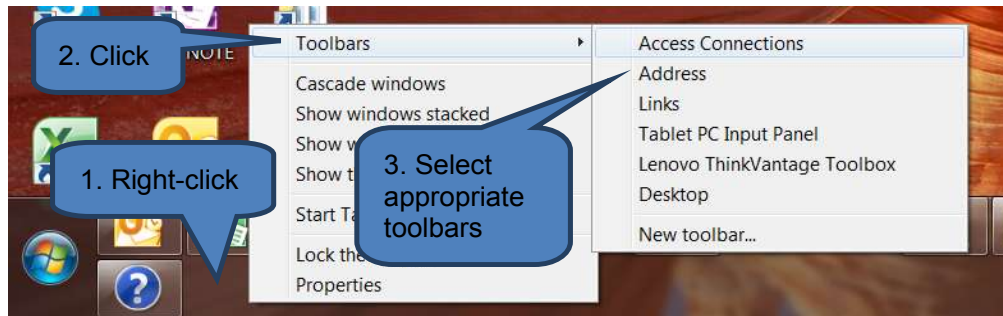 2. Click
NOTE
1. Right-click
Toolbars
Cascade windows
Show windows stacked
Show
Show
Start
Lock the
Properties
3. Select
appropriate
toolbars
Access Connections
Address
Links
Tablet PC Input Panel
Lenovo ThinkVantage Toolbox
Desktop
New toolbar...